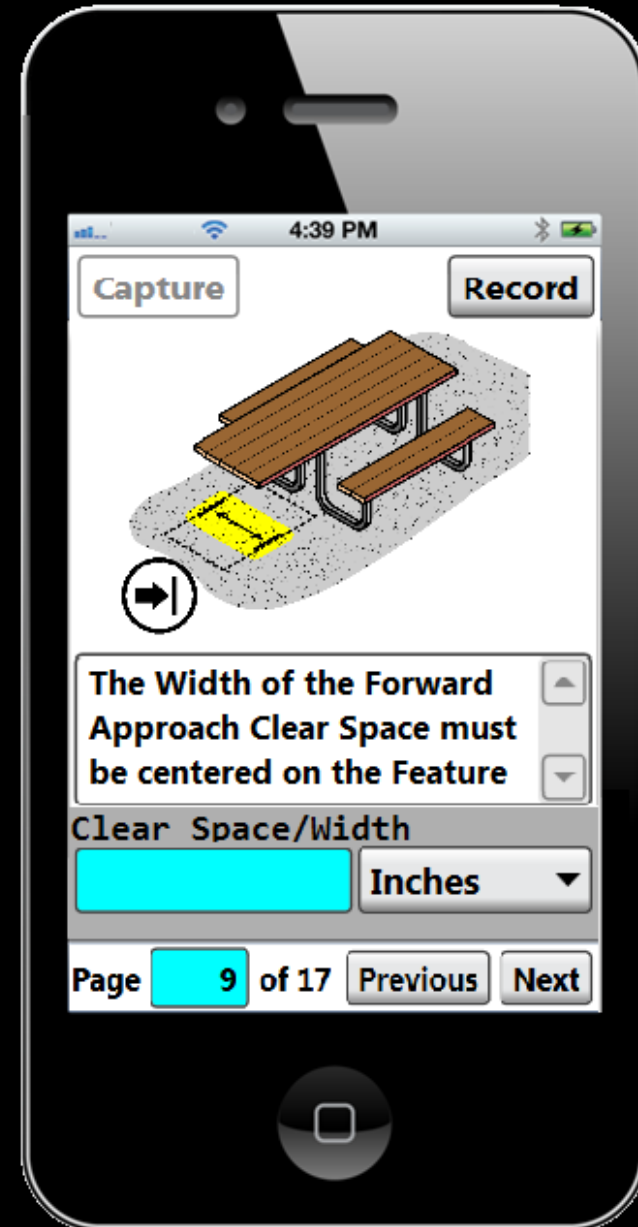 4:39 PM
Capture Record
The Width of the Forward
Approach Clear Space must
be centered on the Feature
Clear Space/Width
Inches
Page 9 of 17 Previous Next